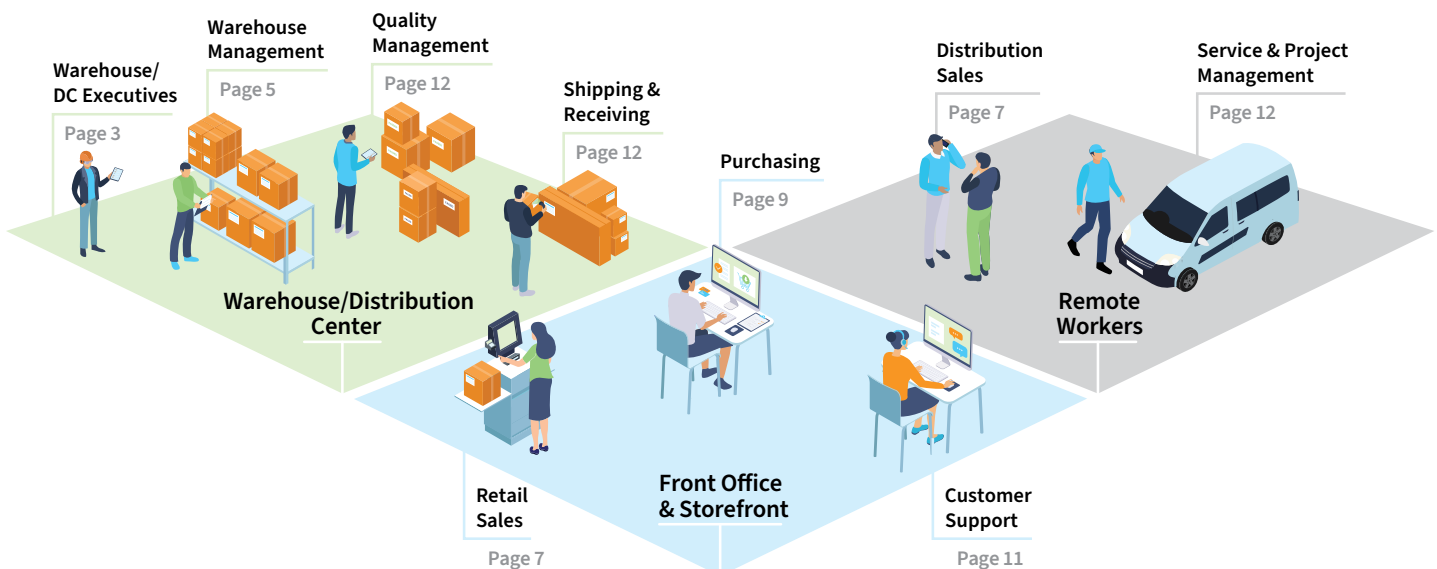 Warehouse/
DC Executives
Page 3
Warehouse
Management
Page 5
Quality
Management
Page 12
Shipping &
Receiving
Page 12
Warehouse/Distribution
Center
Purchasing
Page 9
Distribution
Sales
Page 7
Service & Project
Management
Page 12
Remote
Workers
Retail
Sales
Page 7
Front Office
& Storefront
Customer
Support
Page 11